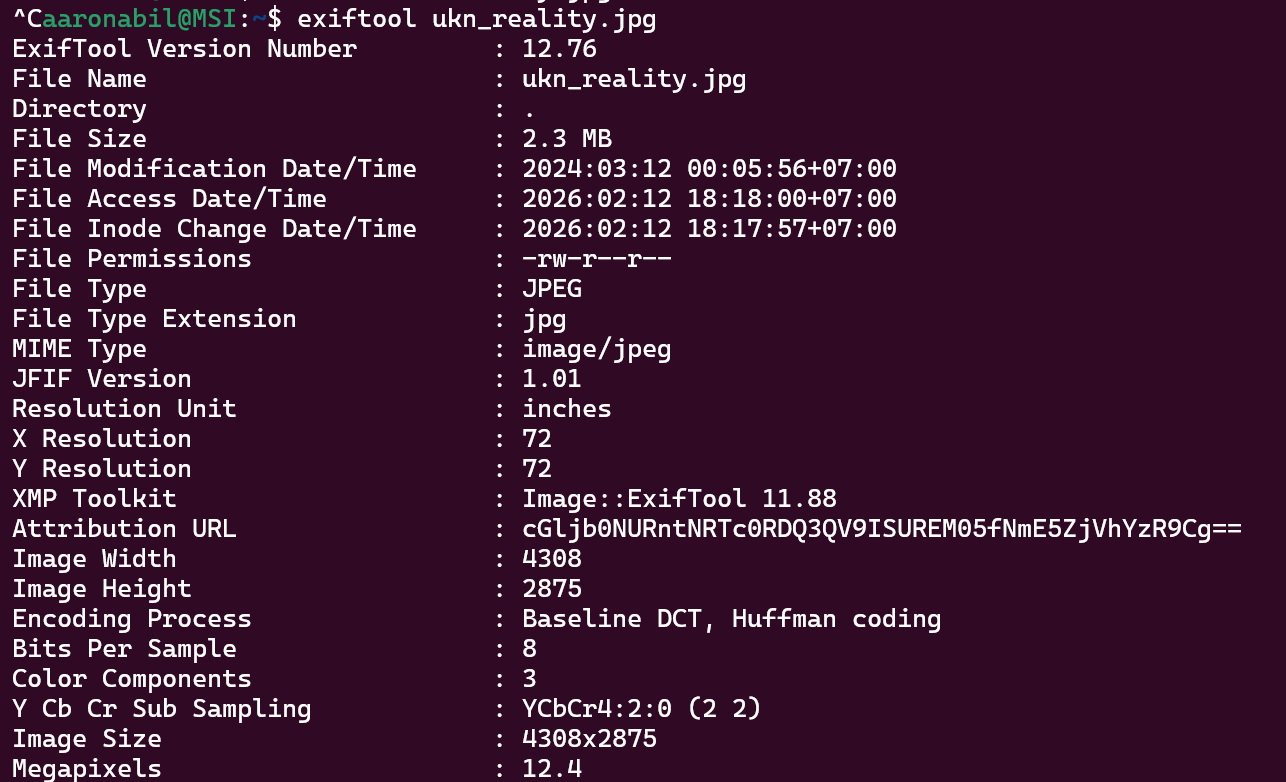 ^Caaronabil@MSI:~$ exiftool ukn_reality.jpg
ExifTool Version Number         : 12.76
File Name                       : ukn_reality.jpg
Directory                       : .
File Size                       : 2.3 MB
File Modification Date/Time     : 2024:03:12 00:05:56+07:00
File Access Date/Time           : 2026:02:12 18:18:00+07:00
File Inode Change Date/Time     : 2026:02:12 18:17:57+07:00
File Permissions                : -rw-r--r--
File Type                       : JPEG
File Type Extension             : jpg
MIME Type                       : image/jpeg
JFIF Version                    : 1.01
Resolution Unit                 : inches
X Resolution                    : 72
Y Resolution                    : 72
XMP Toolkit                     : Image::ExifTool 11.88
Attribution URL                 : cGljb0NURntNRTc0RDQ3QV9ISUREM05fNmE5ZjVhYzR9Cg==
Image Width                     : 4308
Image Height                    : 2875
Encoding Process                : Baseline DCT, Huffman coding
Bits Per Sample                 : 8
Color Components                : 3
Y Cb Cr Sub Sampling            : YCbCr4:2:0 (2 2)
Image Size                      : 4308x2875
Megapixels                      : 12.4